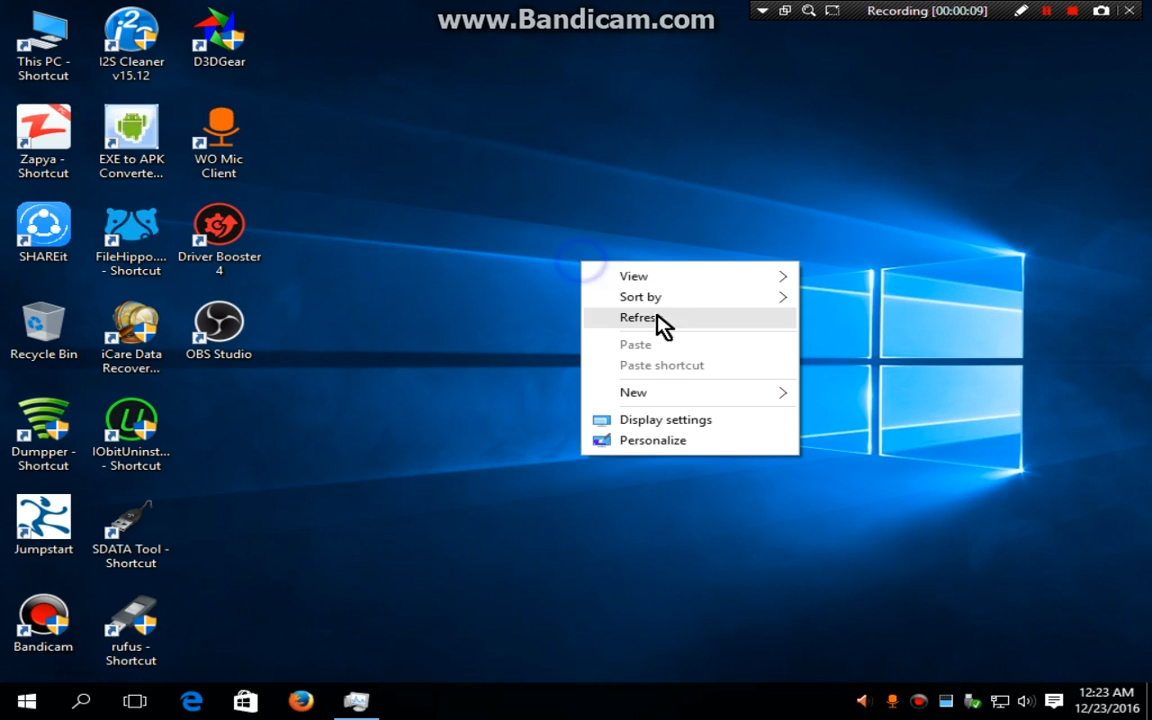 www.Bandicam.com
Recording [00:00:09]
This PC -
Shortcut
I2S Cleaner
v15.12
D3DGear
Zapya -
Shortcut
EXE to APK
Converte...
WO Mic
Client
SHAREit
FileHippo....
- Shortcut
Driver Booster
4
Recycle Bin
iCare Data
Recover...
OBS Studio
Dumpper -
Shortcut
IObitUninst...
- Shortcut
Jumpstart
SDATA Tool -
Shortcut
Bandicam
rufus -
Shortcut
View
Sort by
Refres
Paste
Paste shortcut
New
Display settings
Personalize
12:23 AM
12/23/2016